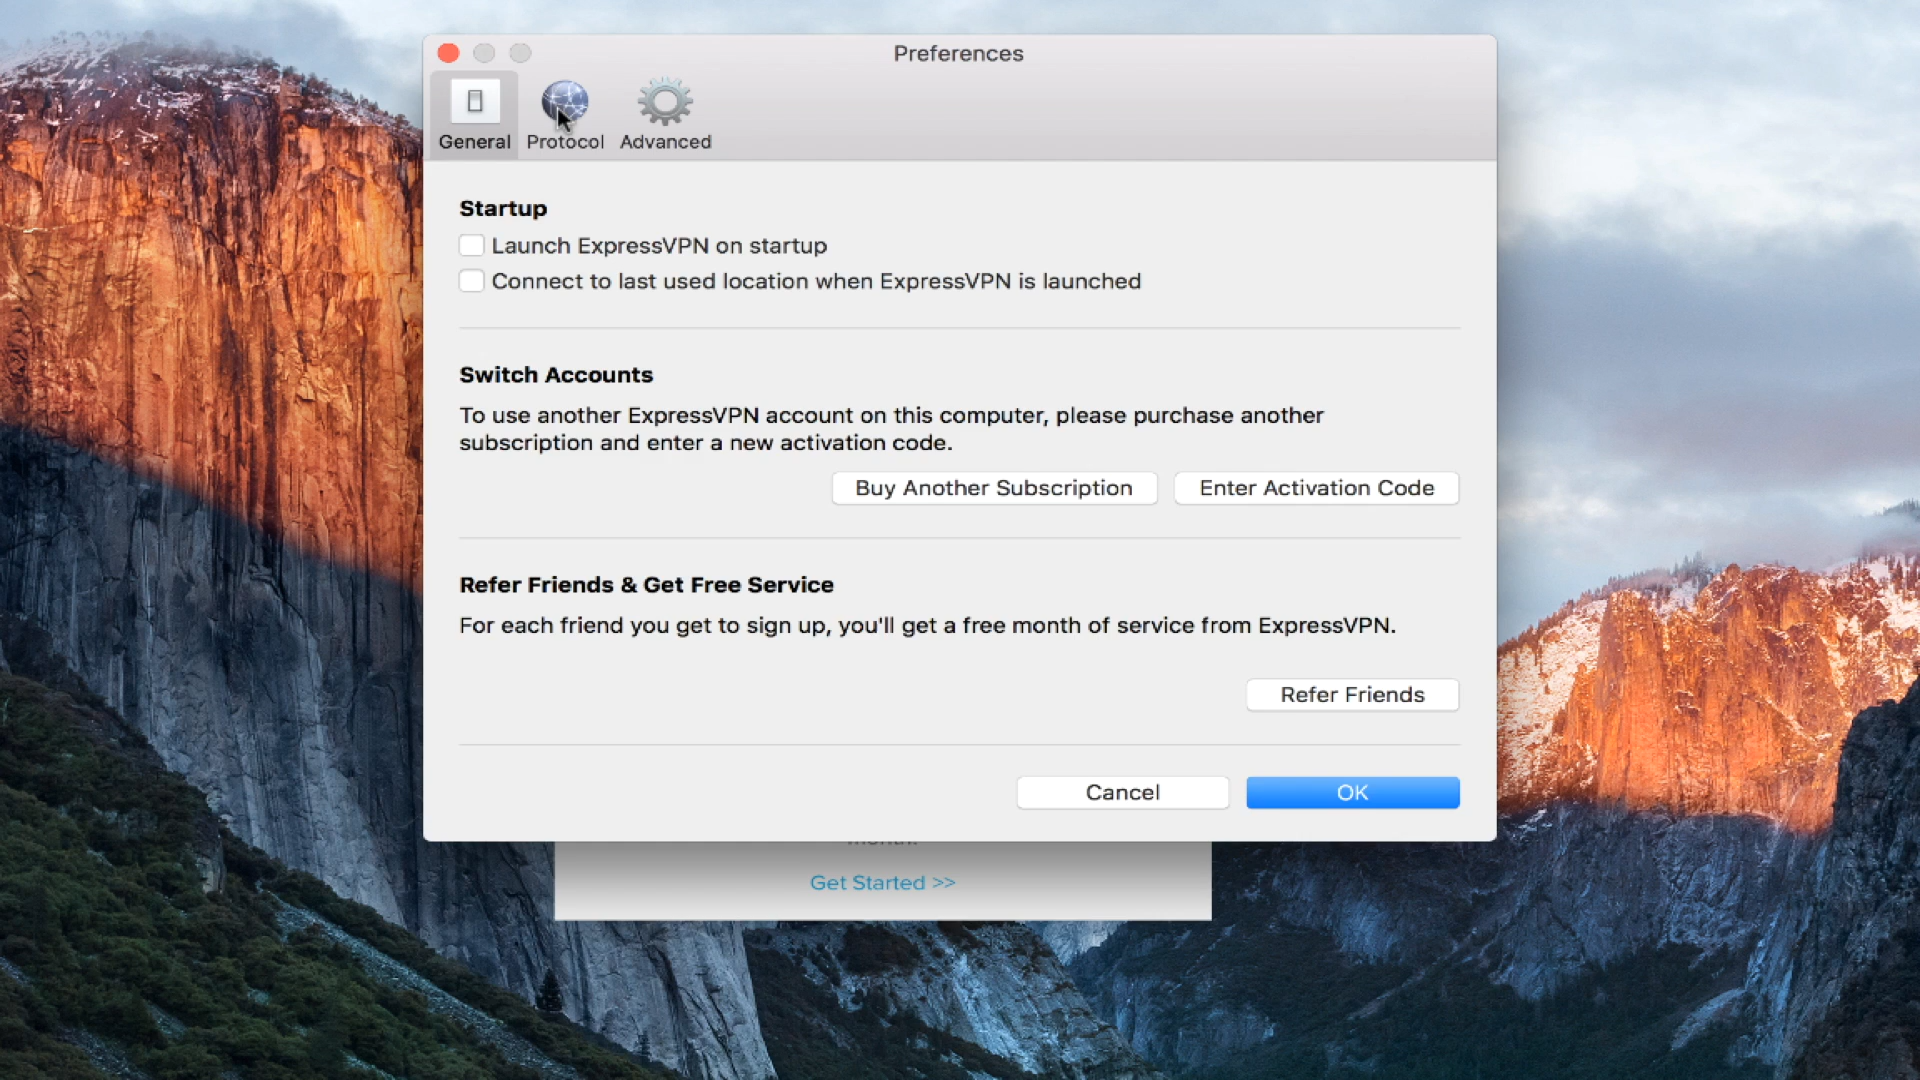 Preferences
General Protocol Advanced
Startup
Launch ExpressVPN on startup
Connect to last used location when ExpressVPN is launched
Switch Accounts
To use another ExpressVPN account on this computer, please purchase another
subscription and enter a new activation code.
Buy Another Subscription Enter Activation Code
Refer Friends & Get Free Service
For each friend you get to sign up, you'll get a free month of service from ExpressVPN.
Refer Friends
Cancel OK
Get Started >>